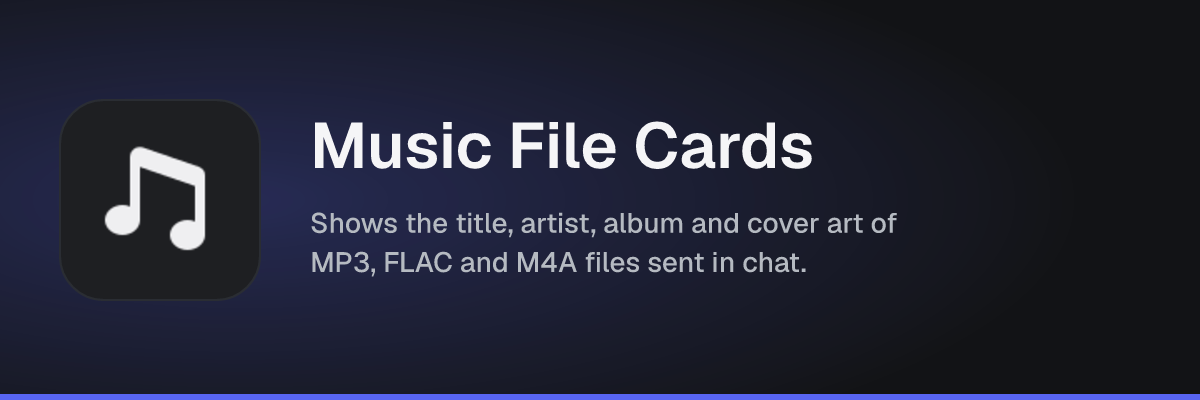 Music File Cards
Shows the title, artist, album and cover art of
MP3, FLAC and M4A files sent in chat.